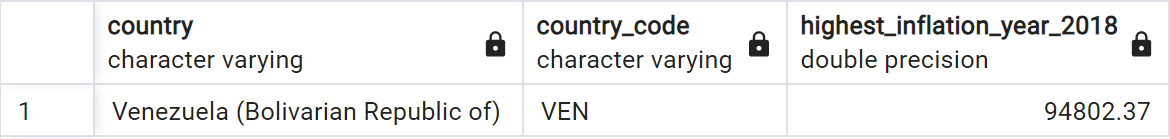 country country_code highest_inflation_year_2018
character varying character varying double precision
1 Venezuela (Bolivarian Republic of) VEN 94802.37